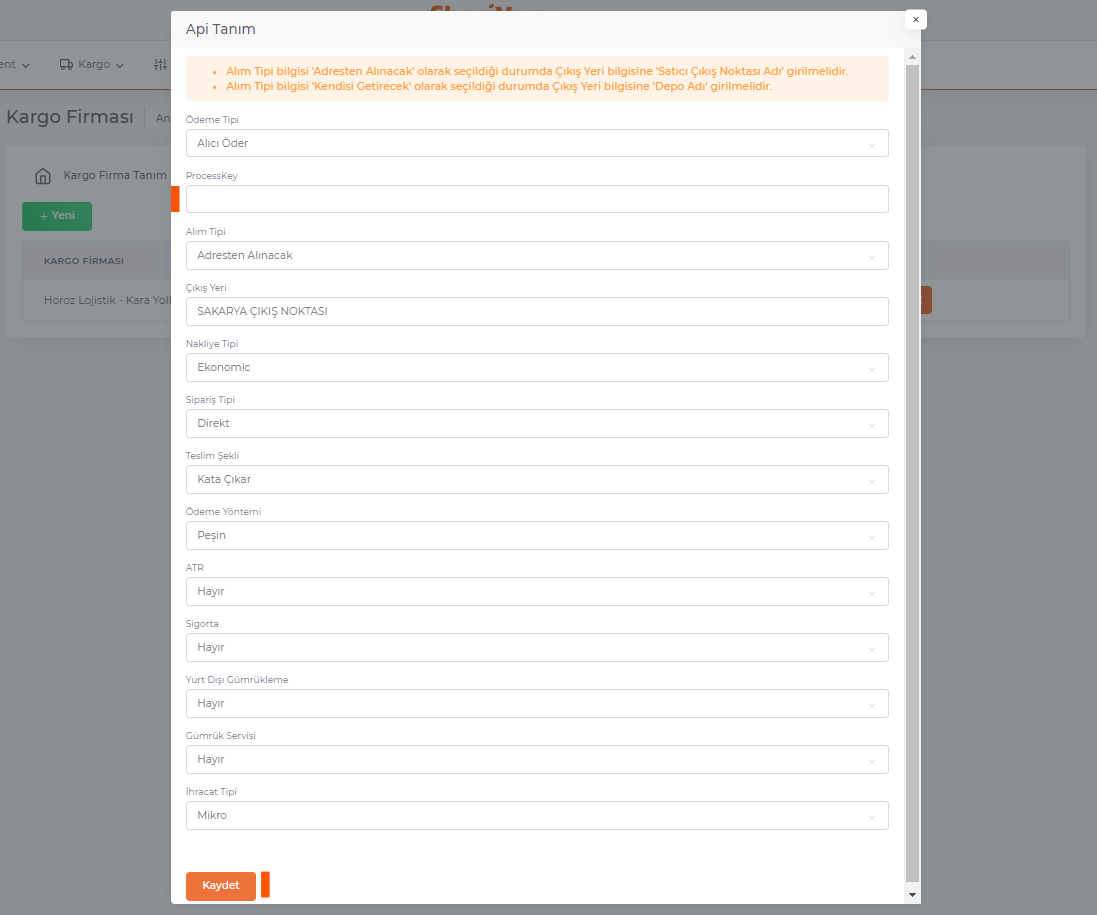 Api Tanım
×
ent
Kargo
Alım Tipi bilgisi 'Adresten Alınacak' olarak seçildiği durumda Çıkış Yeri bilgisine 'Satıcı Çıkış Noktası Adı' girilmelidir.
Alım Tipi bilgisi 'Kendisi Getirecek' olarak seçildiği durumda Çıkış Yeri bilgisine 'Depo Adı' girilmelidir.
Kargo Firması
An
Ödeme Tipi
Alıcı Öder
Kargo Firma Tanım
ProcessKey
+ Yeni
Alım Tipi
Adresten Alınacak
KARGO FİRMASI
Çıkış Yeri
Horoz Lojistik - Kara Yoll
SAKARYA ÇIKIŞ NOKTASI
Nakliye Tipi
Ekonomic
Sipariş Tipi
Direkt
Teslim Şekli
Kata Çıkar
Ödeme Yöntemi
Peşin
ATR
Hayır
Sigorta
Hayır
Yurt Dışı Gümrükleme
Hayır
Gümrük Servisi
Hayır
İhracat Tipi
Mikro
Kaydet